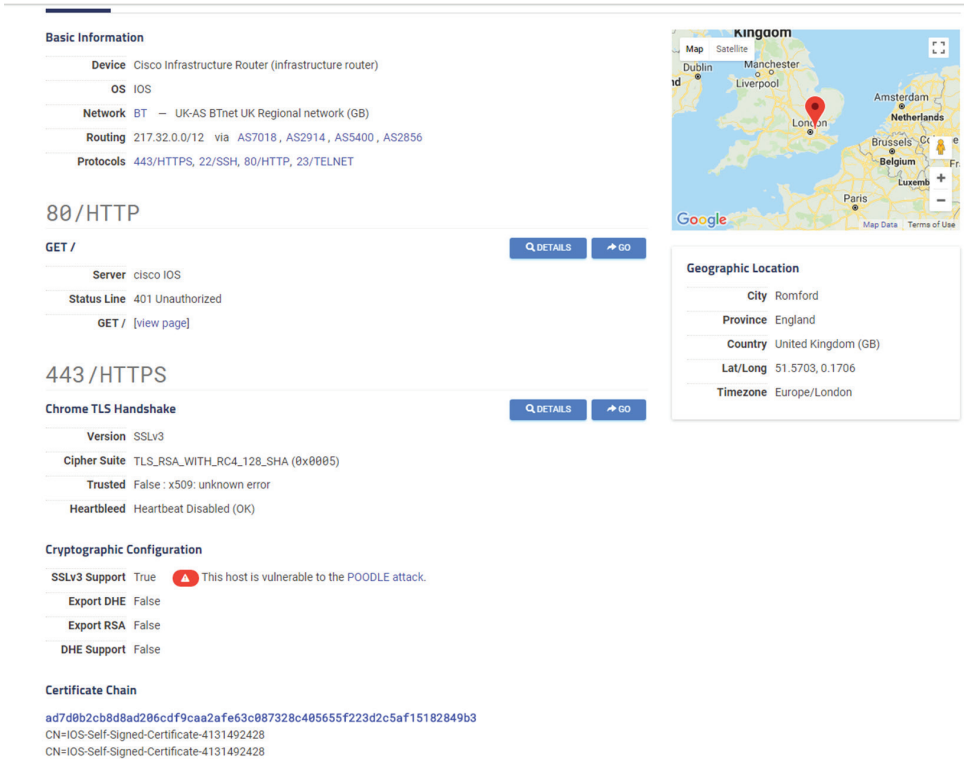 Basic Information
Device Cisco Infrastructure Router (infrastructure router)
OS IOS
Network BT — UK-AS BTnet UK Regional network (GB)
Routing 217.32.0.0/12 via AS7018 , AS2914 , AS5400 , AS2856
Protocols 443/HTTPS, 22/SSH, 80/HTTP, 23/TELNET
80/HTTP
GET /
DETAILS
GO
Server cisco IOS
Status Line 401 Unauthorized
GET / [view page]
443/HTTPS
Chrome TLS Handshake
DETAILS
GO
Version SSLv3
Cipher Suite TLS_RSA_WITH_RC4_128_SHA (0x0005)
Trusted False : x509: unknown error
Heartbleed Heartbeat Disabled (OK)
Cryptographic Configuration
SSLv3 Support True This host is vulnerable to the POODLE attack.
Export DHE False
Export RSA False
DHE Support False
Certificate Chain
ad7d0b2cb8d8ad206cdf9caa2afe63c087328c405655f223d2c5af15182849b3
CN=IOS-Self-Signed-Certificate-4131492428
CN=IOS-Self-Signed-Certificate-4131492428
Kingdom
Map Satellite
Dublin
Manchester
Liverpool
Amsterdam
Netherlands
London
Brussels
Belgium
Luxemb
Paris
Google
Map Data Terms of Use
Geographic Location
City Romford
Province England
Country United Kingdom (GB)
Lat/Long 51.5703, 0.1706
Timezone Europe/London